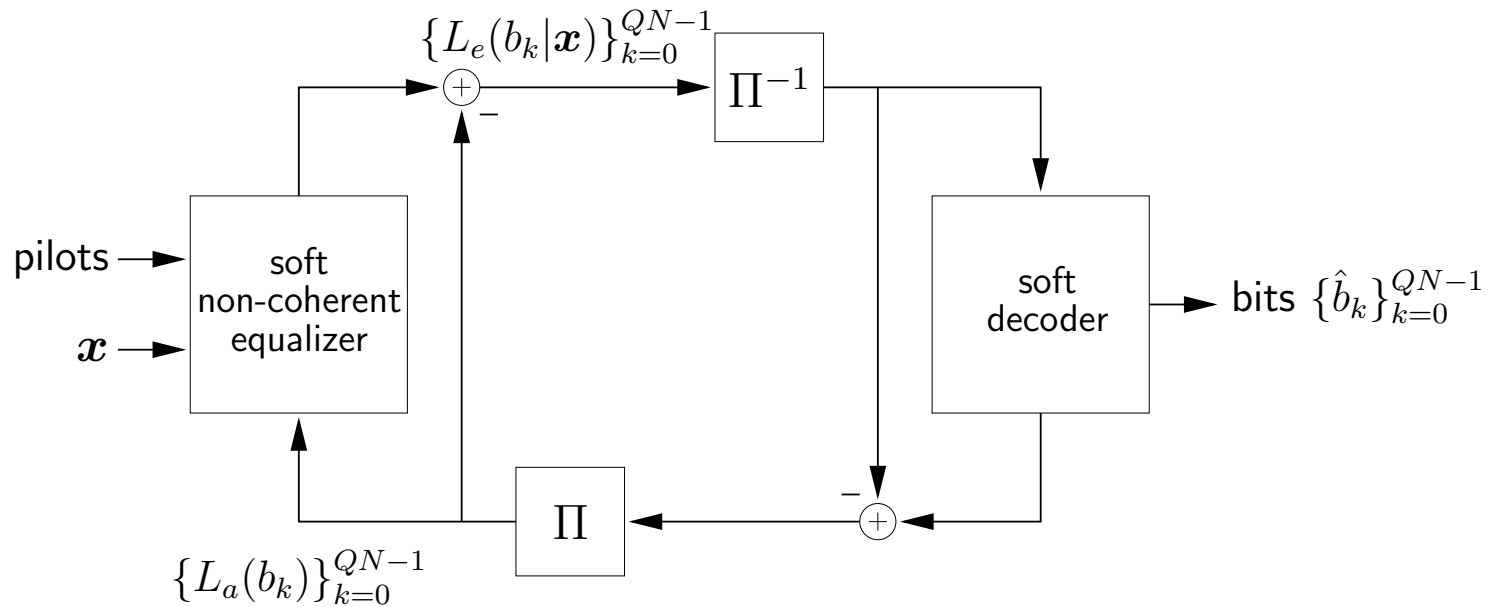 {L_e(b_k|x)}_{k=0}^{QN−1}
+
−
∏^{−1}
pilots
x
soft
non-coherent
equalizer
soft
decoder
bits {b̂_k}_{k=0}^{QN−1}
−
+
∏
{L_a(b_k)}_{k=0}^{QN−1}